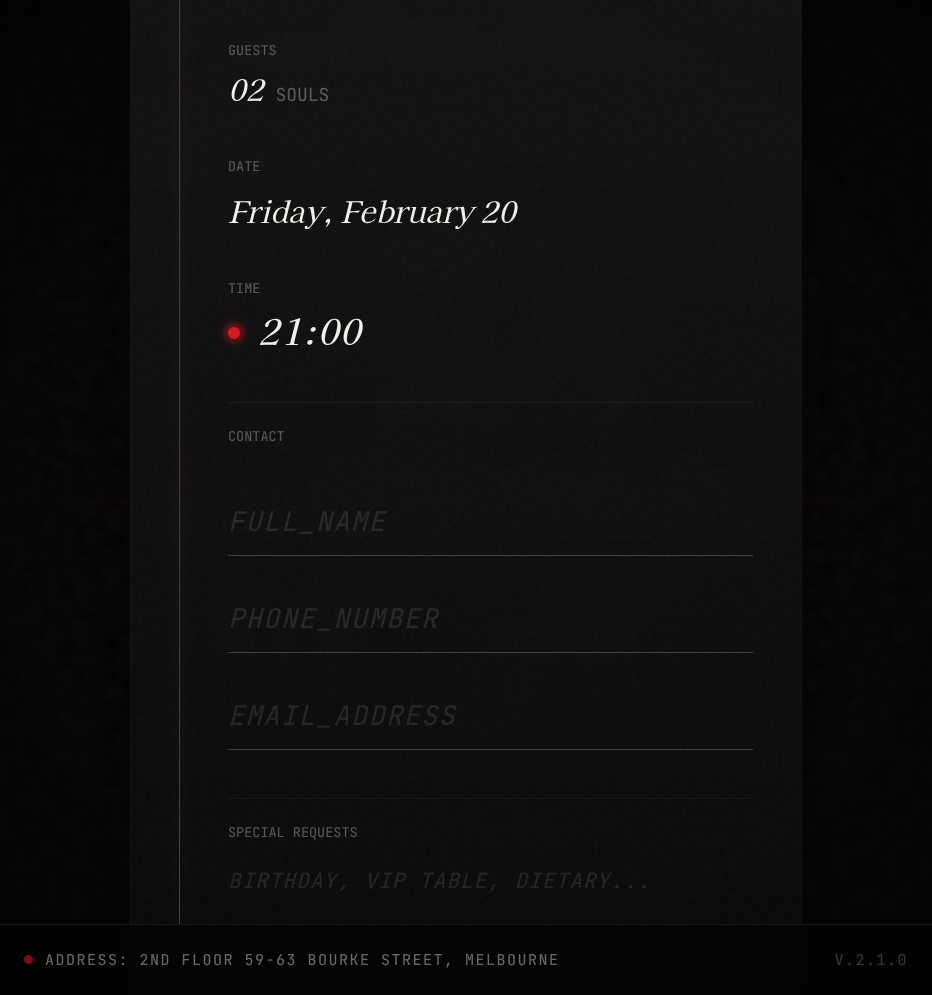 GUESTS
02 SOULS
DATE
Friday, February 20
TIME
21:00
CONTACT
FULL_NAME
PHONE_NUMBER
EMAIL_ADDRESS
SPECIAL REQUESTS
BIRTHDAY, VIP TABLE, DIETARY...
ADDRESS: 2ND FLOOR 59-63 BOURKE STREET, MELBOURNE V.2.1.0